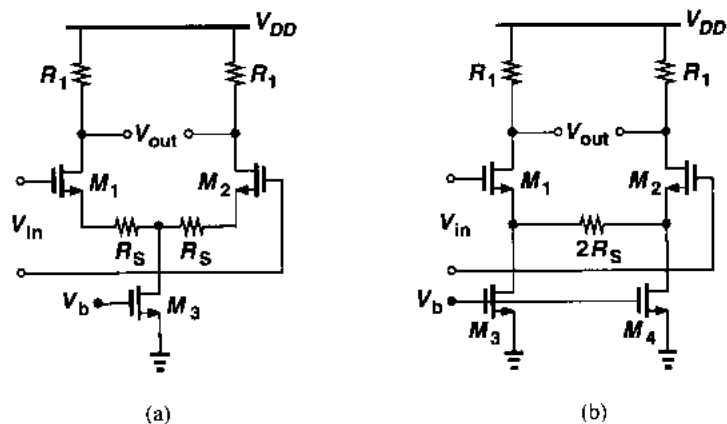 V_DD
V_DD
R_1
R_1
R_1
R_1
V_out
V_out
M_1
M_2
M_1
M_2
V_in
V_in
R_S
R_S
2R_S
V_b
M_3
V_b
M_3
M_4
(a)
(b)